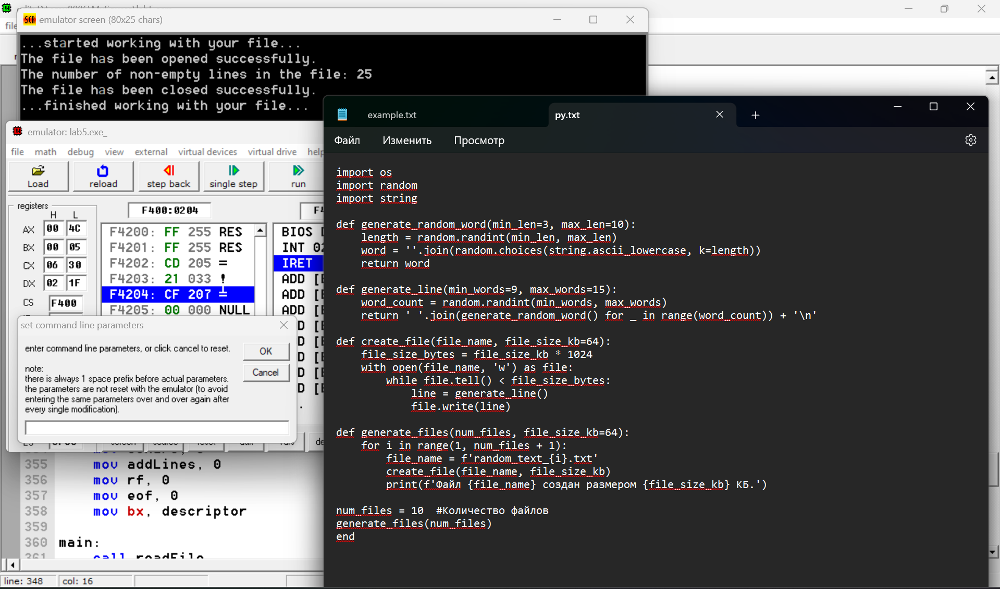 emulator screen (80x25 chars)
...started working with your file...
The file has been opened successfully.
The number of non-empty lines in the file: 25
The file has been closed successfully.
...finished working with your file...
emulator: lab5.exe_
file math debug view external virtual devices virtual drive help
Load reload step back single step run
registers
H L
F400:0204
AX 00 4C
BX 00 05
CX 06 30
DX 02 1F
CS F400
F4200: FF 255 RES
F4201: FF 255 RES
F4202: CD 205 =
F4203: 21 033 !
F4204: CF 207 ╧
F4205: 00 000 NULL
BIOS
INT
IRET
ADD
ADD
ADD
set command line parameters
enter command line parameters, or click cancel to reset.
OK
note:
there is always 1 space prefix before actual parameters.
the parameters are not reset with the emulator (to avoid
entering the same parameters over and over again after
every single modification).
Cancel
355 mov addLines, 0
356 mov rf, 0
357 mov eof, 0
358 mov bx, descriptor
359
360 main:
361 call readFile
line: 348 col: 16
example.txt
py.txt
Файл Изменить Просмотр
import os
import random
import string
def generate_random_word(min_len=3, max_len=10):
length = random.randint(min_len, max_len)
word = ''.join(random.choices(string.ascii_lowercase, k=length))
return word
def generate_line(min_words=9, max_words=15):
word_count = random.randint(min_words, max_words)
return ' '.join(generate_random_word() for _ in range(word_count)) + '\n'
def create_file(file_name, file_size_kb=64):
file_size_bytes = file_size_kb * 1024
with open(file_name, 'w') as file:
while file.tell() < file_size_bytes:
line = generate_line()
file.write(line)
def generate_files(num_files, file_size_kb=64):
for i in range(1, num_files + 1):
file_name = f'random_text_{i}.txt'
create_file(file_name, file_size_kb)
print(f'Файл {file_name} создан размером {file_size_kb} КБ.')
num_files = 10  #Количество файлов
generate_files(num_files)
end